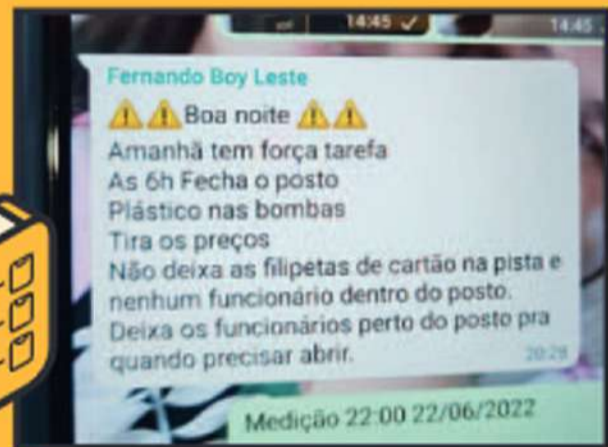 14:45
14:45
Fernando Boy Leste
⚠️⚠️Boa noite ⚠️⚠️
Amanhã tem força tarefa
As 6h Fecha o posto
Plástico nas bombas
Tira os preços
Não deixa as filipetas de cartão na pista e
nenhum funcionário dentro do posto.
Deixa os funcionários perto do posto pra
quando precisar abrir.
20:28
Medição 22:00 22/06/2022